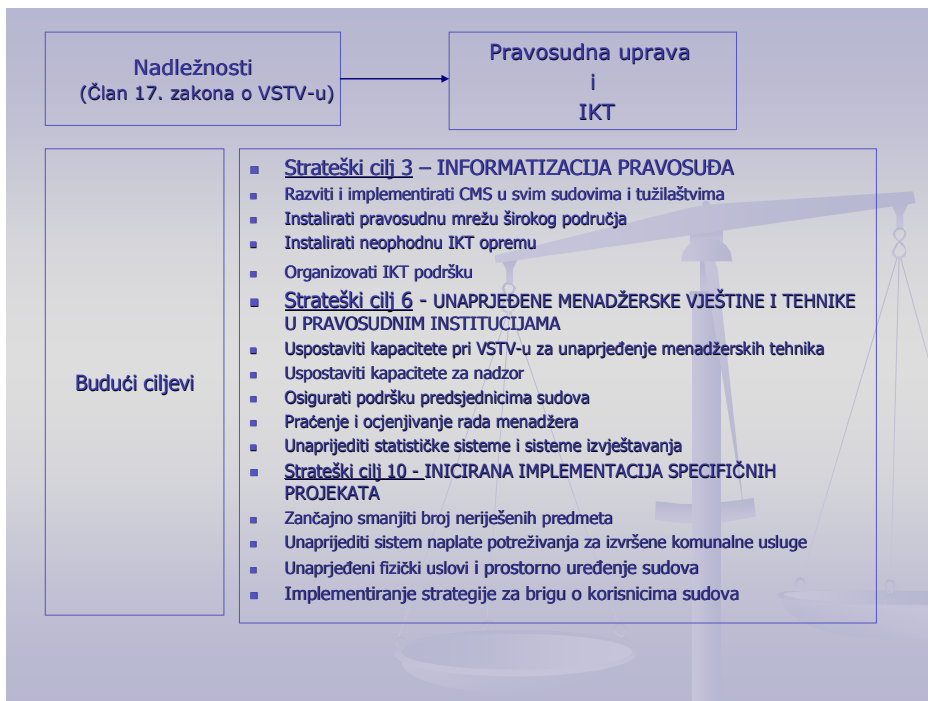 Nadležnosti
(Član 17. zakona o VSTV-u)
Pravosudna uprava
i
IKT
Budući ciljevi
Strateški cilj 3 – INFORMATIZACIJA PRAVOSUĐA
Razviti i implementirati CMS u svim sudovima i tužilaštvima
Instalirati pravosudnu mrežu širokog područja
Instalirati neophodnu IKT opremu
Organizovati IKT podršku
Strateški cilj 6 - UNAPRJEĐENE MENADŽERSKE VJEŠTINE I TEHNIKE
U PRAVOSUDNIM INSTITUCIJAMA
Uspostaviti kapacitete pri VSTV-u za unaprjeđenje menadžerskih tehnika
Uspostaviti kapacitete za nadzor
Osigurati podršku predsjednicima sudova
Praćenje i ocjenjivanje rada menadžera
Unaprijediti statističke sisteme i sisteme izvještavanja
Strateški cilj 10 - INICIRANA IMPLEMENTACIJA SPECIFIČNIH
PROJEKATA
Zančajno smanjiti broj neriješenih predmeta
Unaprijediti sistem naplate potreživanja za izvršene komunalne usluge
Unaprjeđeni fizički uslovi i prostorno uređenje sudova
Implementiranje strategije za brigu o korisnicima sudova